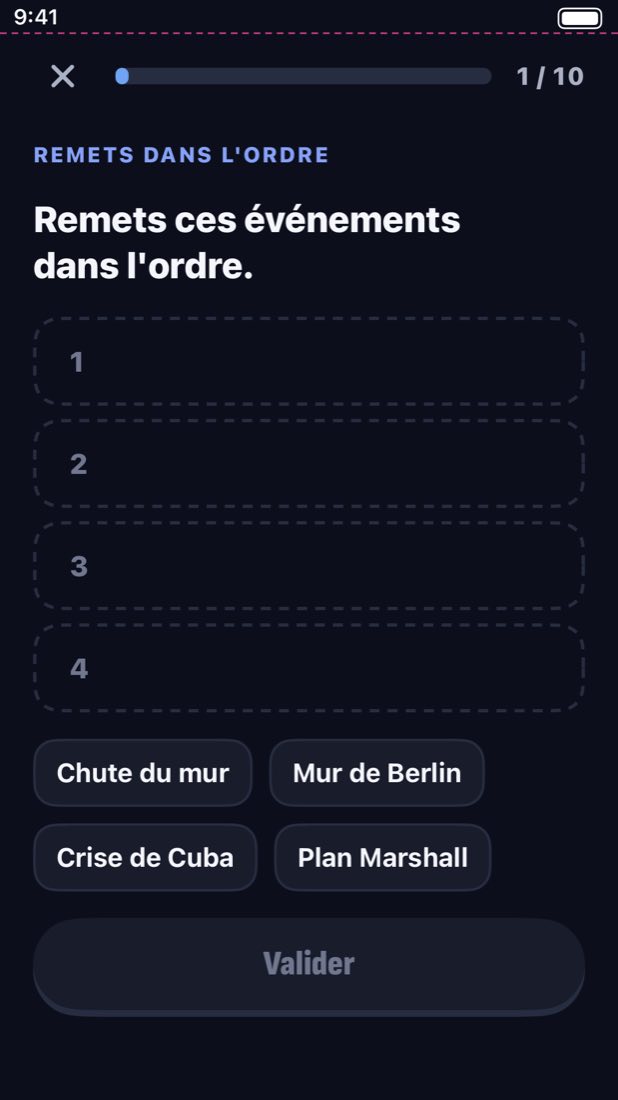 9:41
1 / 10
REMETS DANS L'ORDRE
Remets ces événements
dans l'ordre.
1
2
3
4
Chute du mur
Mur de Berlin
Crise de Cuba
Plan Marshall
Valider